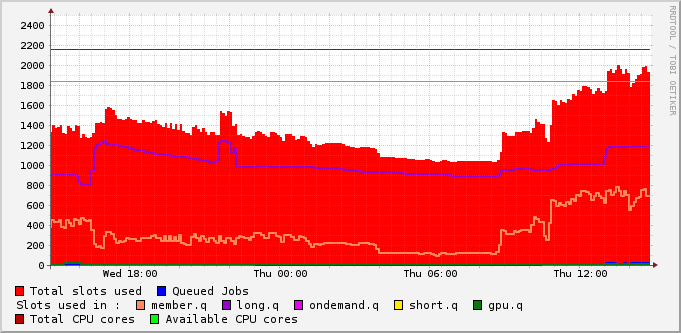 RRDTOOL / TOBI OETIKER
2400
2200
2000
1800
1600
1400
1200
1000
800
600
400
200
0
Wed 18:00 Thu 00:00 Thu 06:00 Thu 12:00
Total slots used Queued Jobs
Slots used in : member.q long.q ondemand.q short.q gpu.q
Total CPU cores Available CPU cores